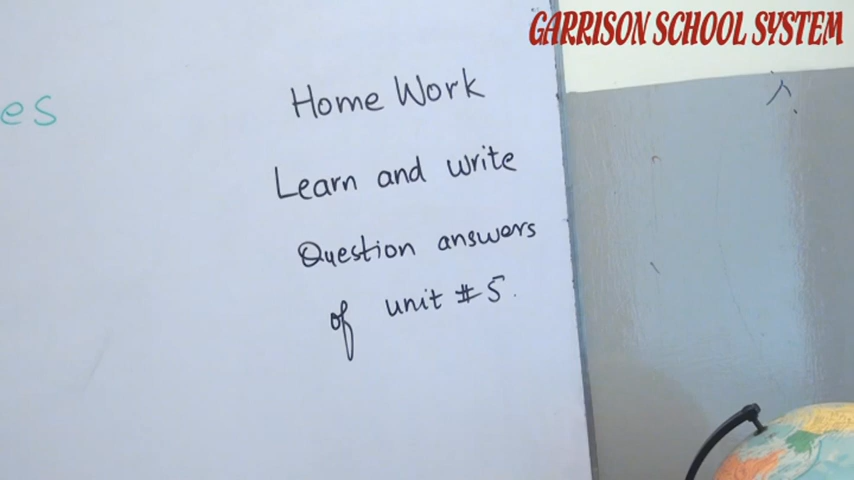 GARRISON SCHOOL SYSTEM
es
Home Work
Learn and write
Question answers
of unit # 5.